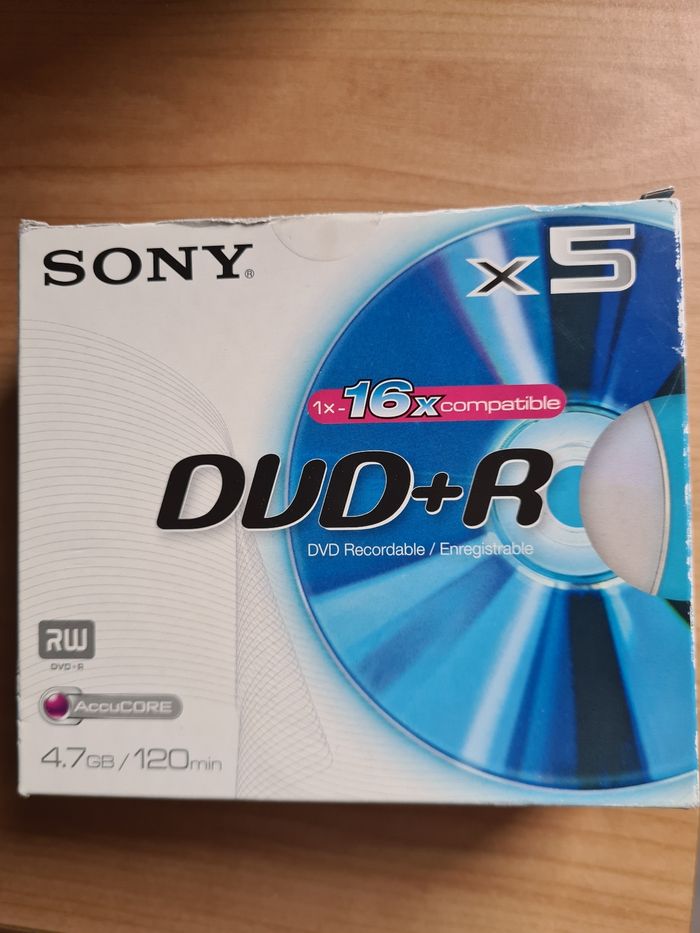 SONY®
x5
1x-16x compatible
DVD+R
DVD Recordable / Enregistrable
RW
DVD+R
AccuCORE
4.7GB / 120min